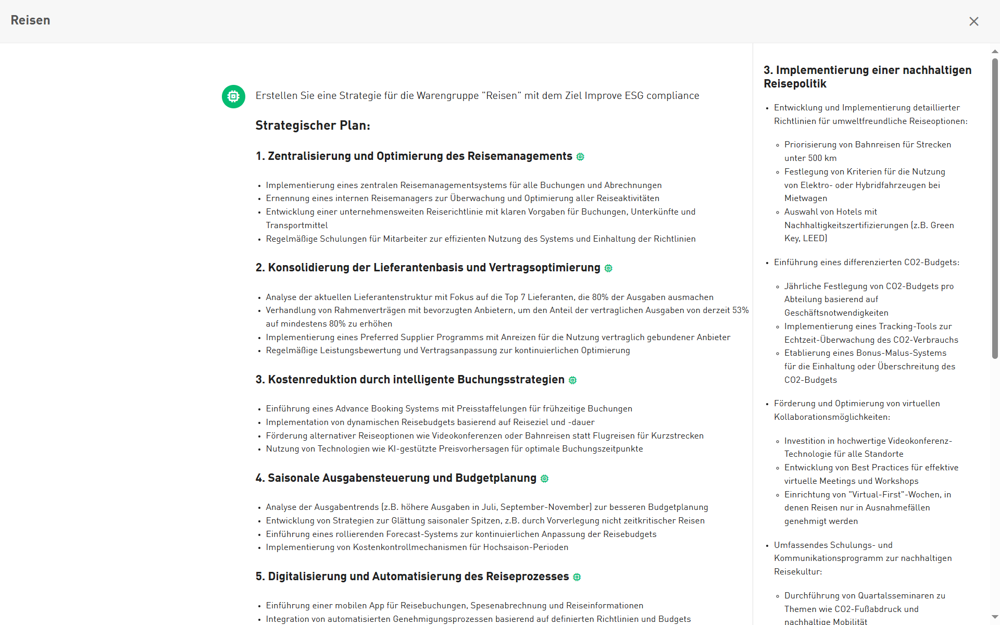 Reisen
Erstellen Sie eine Strategie für die Warengruppe "Reisen" mit dem Ziel Improve ESG compliance
Strategischer Plan:
1. Zentralisierung und Optimierung des Reisemanagements
• Implementierung eines zentralen Reisemanagementsystems für alle Buchungen und Abrechnungen
• Ernennung eines internen Reisemanagers zur Überwachung und Optimierung aller Reiseaktivitäten
• Entwicklung einer unternehmensweiten Reiserichtlinie mit klaren Vorgaben für Buchungen, Unterkünfte und
Transportmittel
• Regelmäßige Schulungen für Mitarbeiter zur effizienten Nutzung des Systems und Einhaltung der Richtlinien
2. Konsolidierung der Lieferantenbasis und Vertragsoptimierung
• Analyse der aktuellen Lieferantenstruktur mit Fokus auf die Top 7 Lieferanten, die 80% der Ausgaben ausmachen
• Verhandlung von Rahmenverträgen mit bevorzugten Anbietern, um den Anteil der vertraglichen Ausgaben von derzeit 53%
auf mindestens 80% zu erhöhen
• Implementierung eines Preferred Supplier Programms mit Anreizen für die Nutzung vertraglich gebundener Anbieter
• Regelmäßige Leistungsbewertung und Vertragsanpassung zur kontinuierlichen Optimierung
3. Kostenreduktion durch intelligente Buchungsstrategien
• Einführung eines Advance Booking Systems mit Preisstaffelungen für frühzeitige Buchungen
• Implementation von dynamischen Reisebudgets basierend auf Reiseziel und -dauer
• Förderung alternativer Reiseoptionen wie Videokonferenzen oder Bahnreisen statt Flugreisen für Kurzstrecken
• Nutzung von Technologien wie KI-gestützte Preisvorhersagen für optimale Buchungszeitpunkte
4. Saisonale Ausgabensteuerung und Budgetplanung
• Analyse der Ausgabentrends (z.B. höhere Ausgaben in Juli, September-November) zur besseren Budgetplanung
• Entwicklung von Strategien zur Glättung saisonaler Spitzen, z.B. durch Vorverlegung nicht zeitkritischer Reisen
• Einführung eines rollierenden Forecast-Systems zur kontinuierlichen Anpassung der Reisebudgets
• Implementierung von Kostenkontrollmechanismen für Hochsaison-Perioden
5. Digitalisierung und Automatisierung des Reiseprozesses
• Einführung einer mobilen App für Reisebuchungen, Spesenabrechnung und Reiseinformationen
• Integration von automatisierten Genehmigungsprozessen basierend auf definierten Richtlinien und Budgets
3. Implementierung einer nachhaltigen
Reisepolitik
• Entwicklung und Implementierung detaillierter
Richtlinien für umweltfreundliche Reiseoptionen:
◦ Priorisierung von Bahnreisen für Strecken
unter 500 km
◦ Festlegung von Kriterien für die Nutzung
von Elektro- oder Hybridfahrzeugen bei
Mietwagen
◦ Auswahl von Hotels mit
Nachhaltigkeitszertifizierungen (z.B. Green
Key, LEED)
• Einführung eines differenzierten CO2-Budgets:
◦ Jährliche Festlegung von CO2-Budgets pro
Abteilung basierend auf
Geschäftsnotwendigkeiten
◦ Implementierung eines Tracking-Tools zur
Echtzeit-Überwachung des CO2-Verbrauchs
◦ Etablierung eines Bonus-Malus-Systems
für die Einhaltung oder Überschreitung des
CO2-Budgets
• Förderung und Optimierung von virtuellen
Kollaborationsmöglichkeiten:
◦ Investition in hochwertige Videokonferenz-
Technologie für alle Standorte
◦ Entwicklung von Best Practices für effektive
virtuelle Meetings und Workshops
◦ Einrichtung von "Virtual-First"-Wochen, in
denen Reisen nur in Ausnahmefällen
genehmigt werden
• Umfassendes Schulungs- und
Kommunikationsprogramm zur nachhaltigen
Reisekultur:
◦ Durchführung von Quartalsseminaren zu
Themen wie CO2-Fußabdruck und
nachhaltige Mobilität